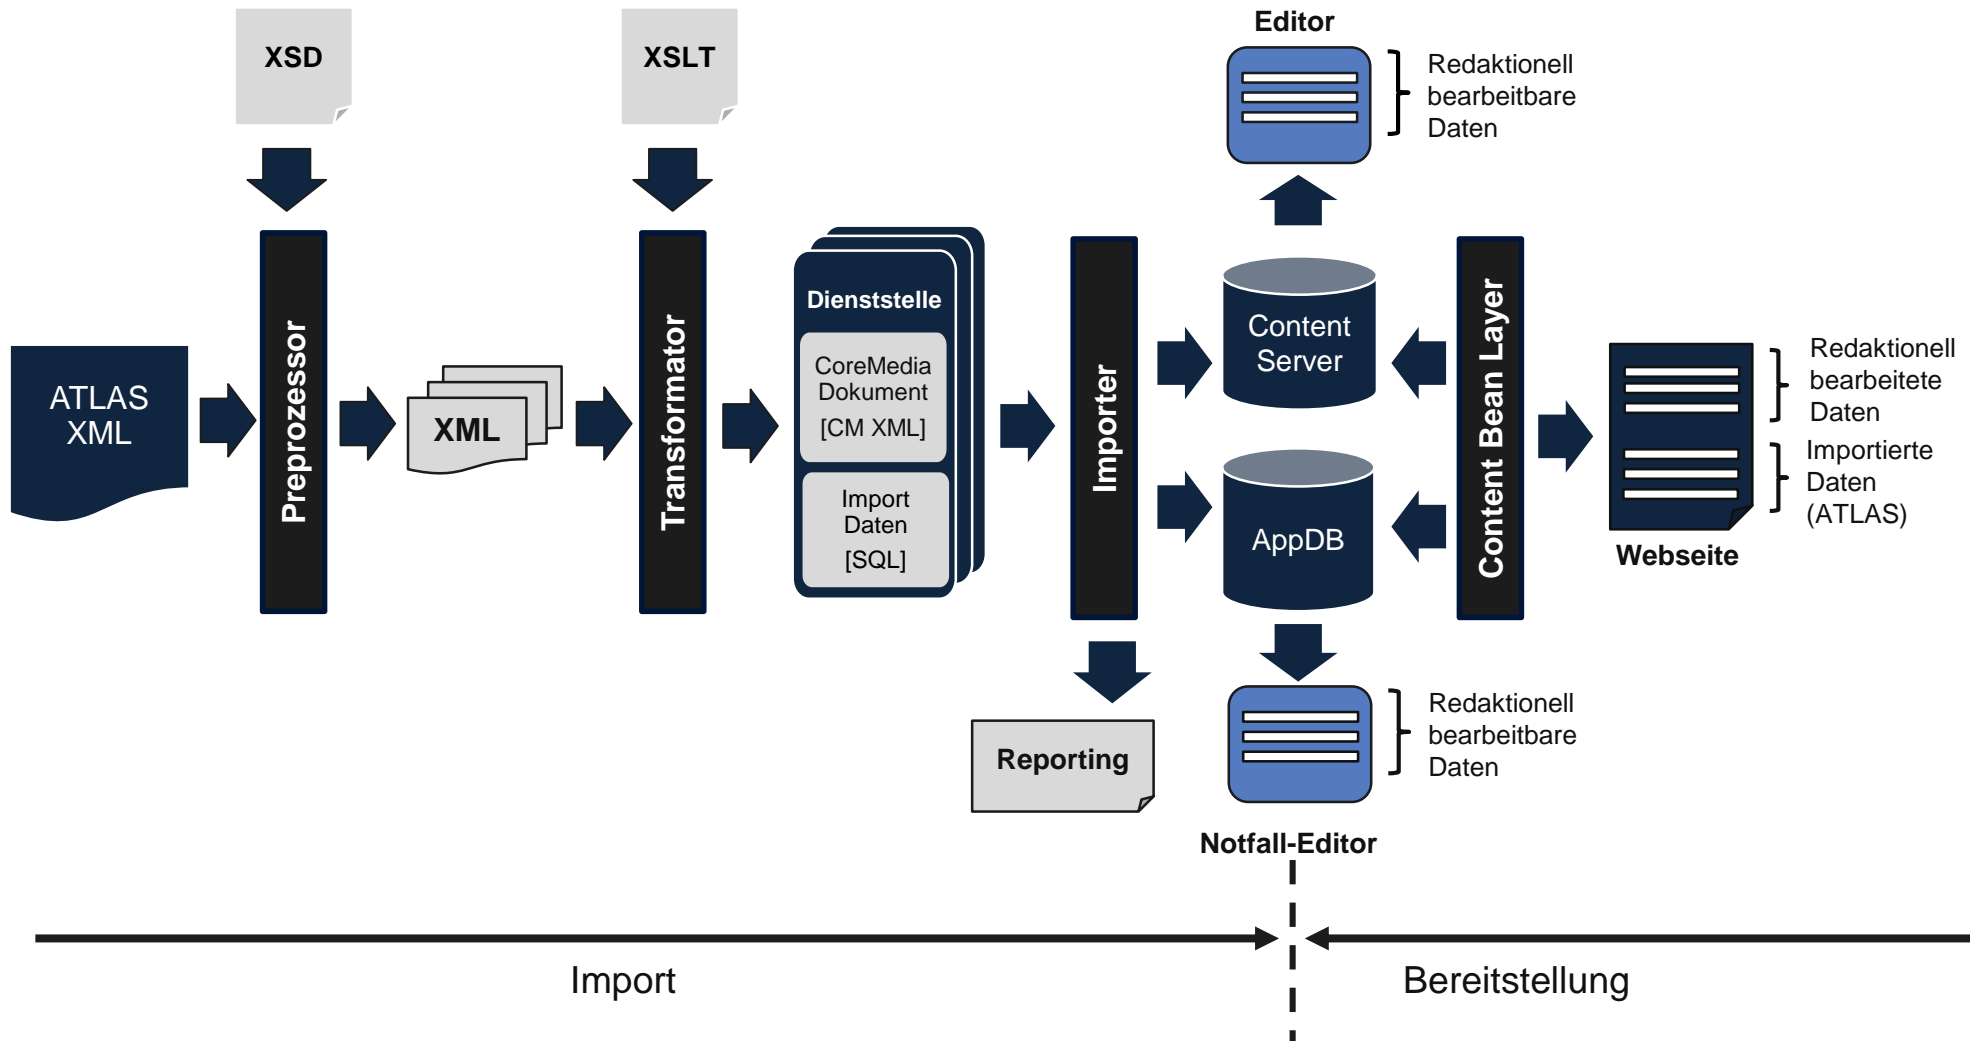 XSD
XSLT
Editor
Redaktionell
bearbeitbare
Daten
ATLAS
XML
Preprozessor
XML
Transformator
Dienststelle
CoreMedia
Dokument
[CM XML]
Import
Daten
[SQL]
Importer
Content
Server
AppDB
Content Bean Layer
Redaktionell
bearbeitete
Daten
Importierte
Daten
(ATLAS)
Webseite
Reporting
Redaktionell
bearbeitbare
Daten
Notfall-Editor
Import
Bereitstellung